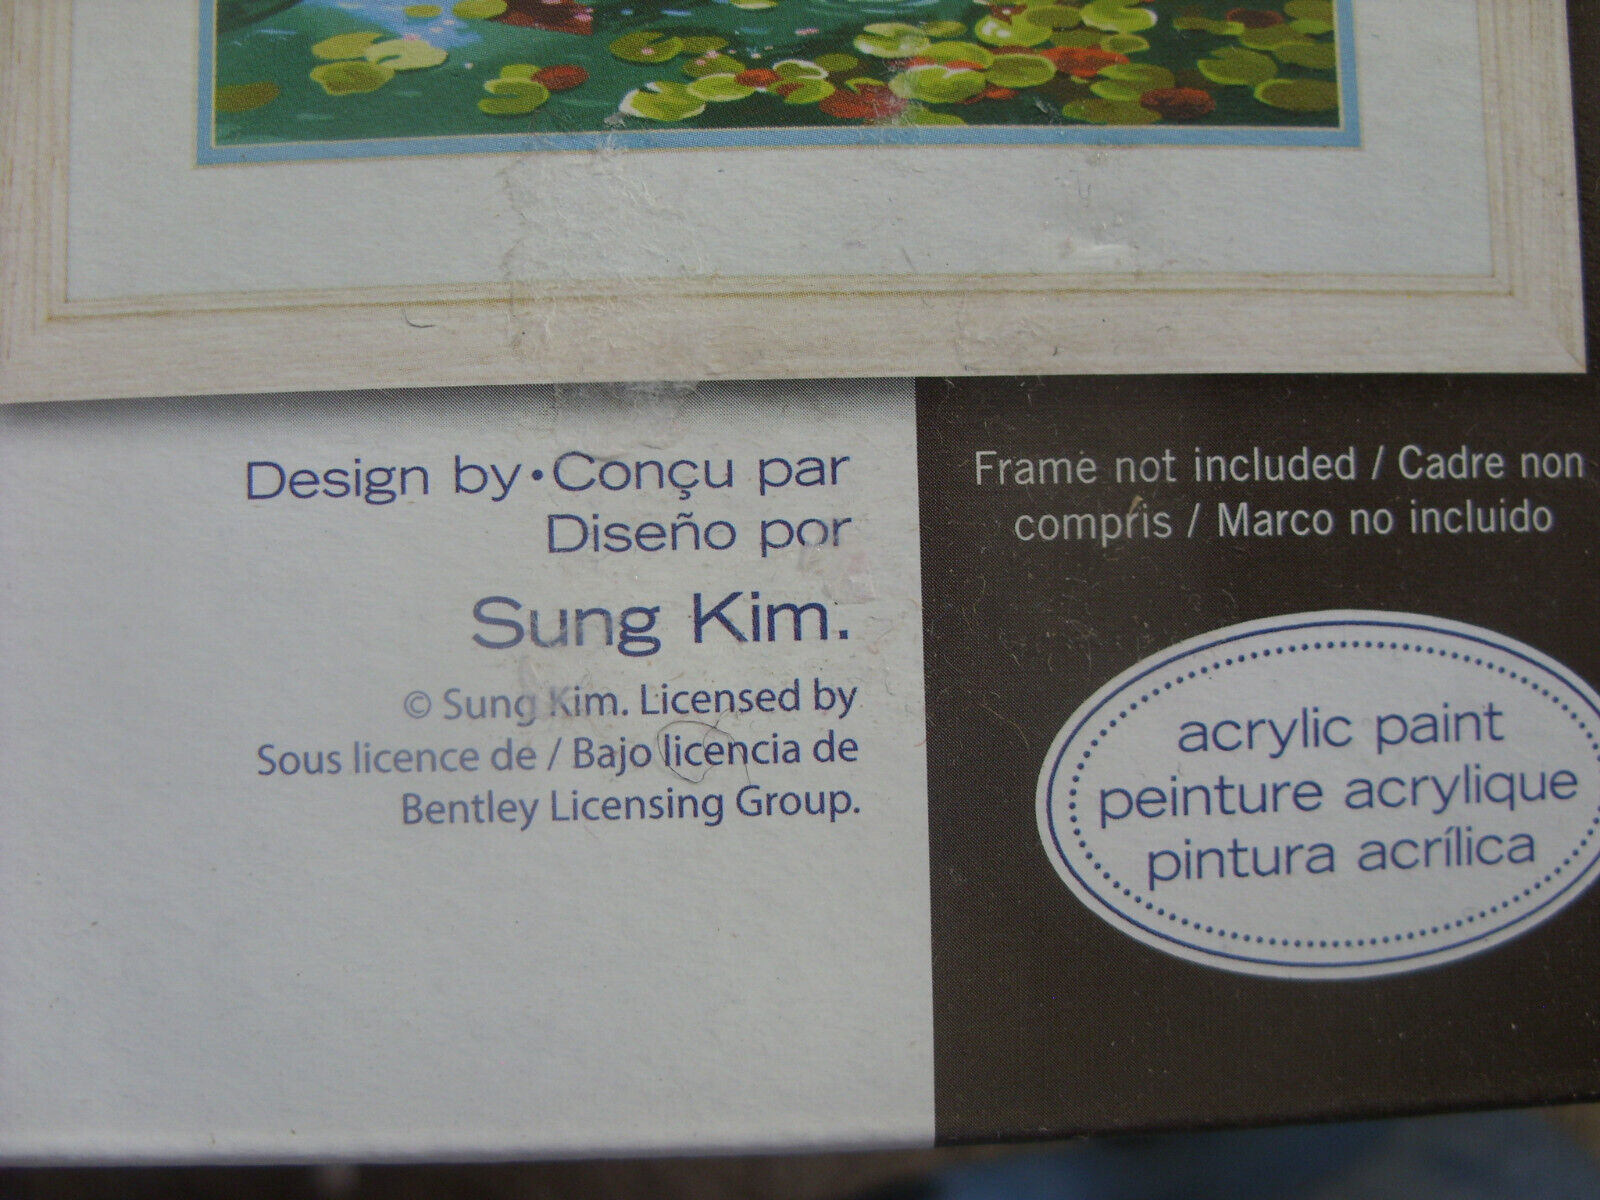 Design by • Conçu par
Diseño por
Sung Kim.
© Sung Kim. Licensed by
Sous licence de / Bajo licencia de
Bentley Licensing Group.
Frame not included / Cadre non
compris / Marco no incluido
acrylic paint
peinture acrylique
pintura acrílica